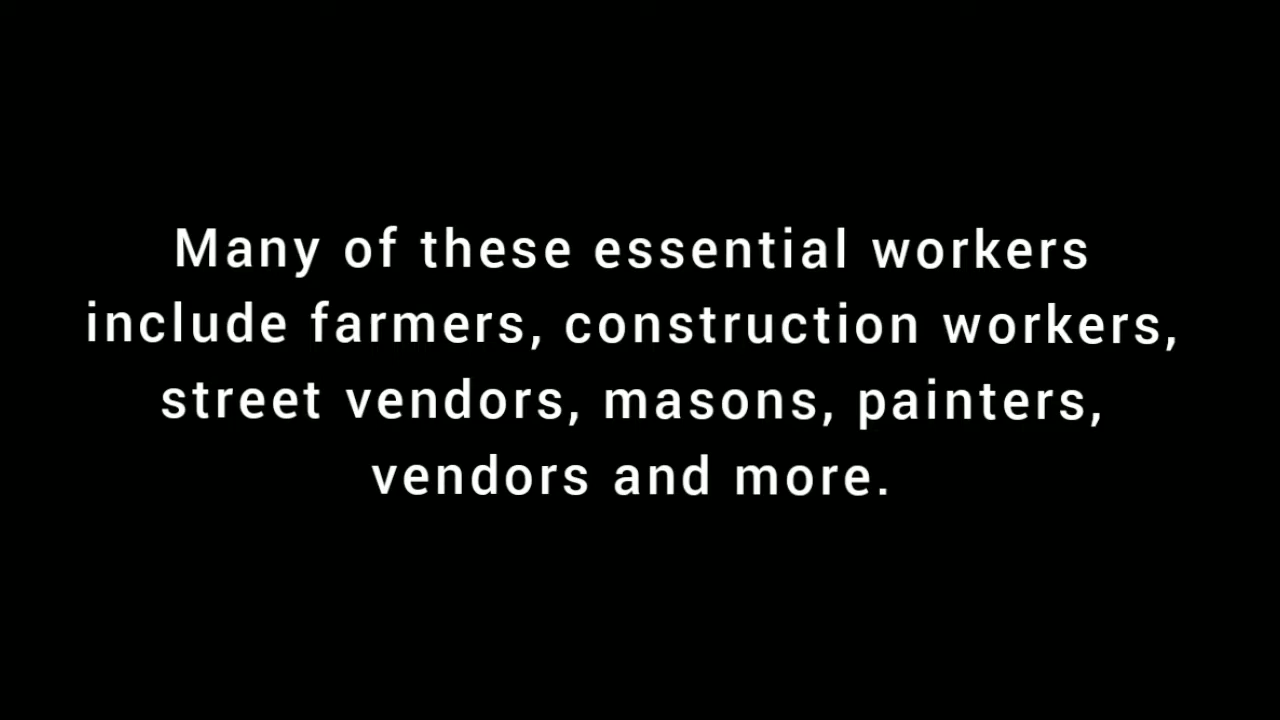 Many of these essential workers
include farmers, construction workers,
street vendors, masons, painters,
vendors and more.